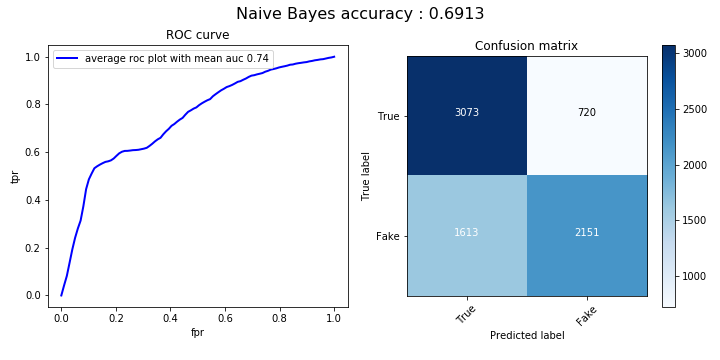 Naive Bayes accuracy : 0.6913
ROC curve
average roc plot with mean auc 0.74
1.0
0.8
0.6
0.4
0.2
0.0
tpr
0.0 0.2 0.4 0.6 0.8 1.0
fpr
Confusion matrix
True label
True 3073 720
Fake 1613 2151
True Fake
Predicted label
3000
2500
2000
1500
1000